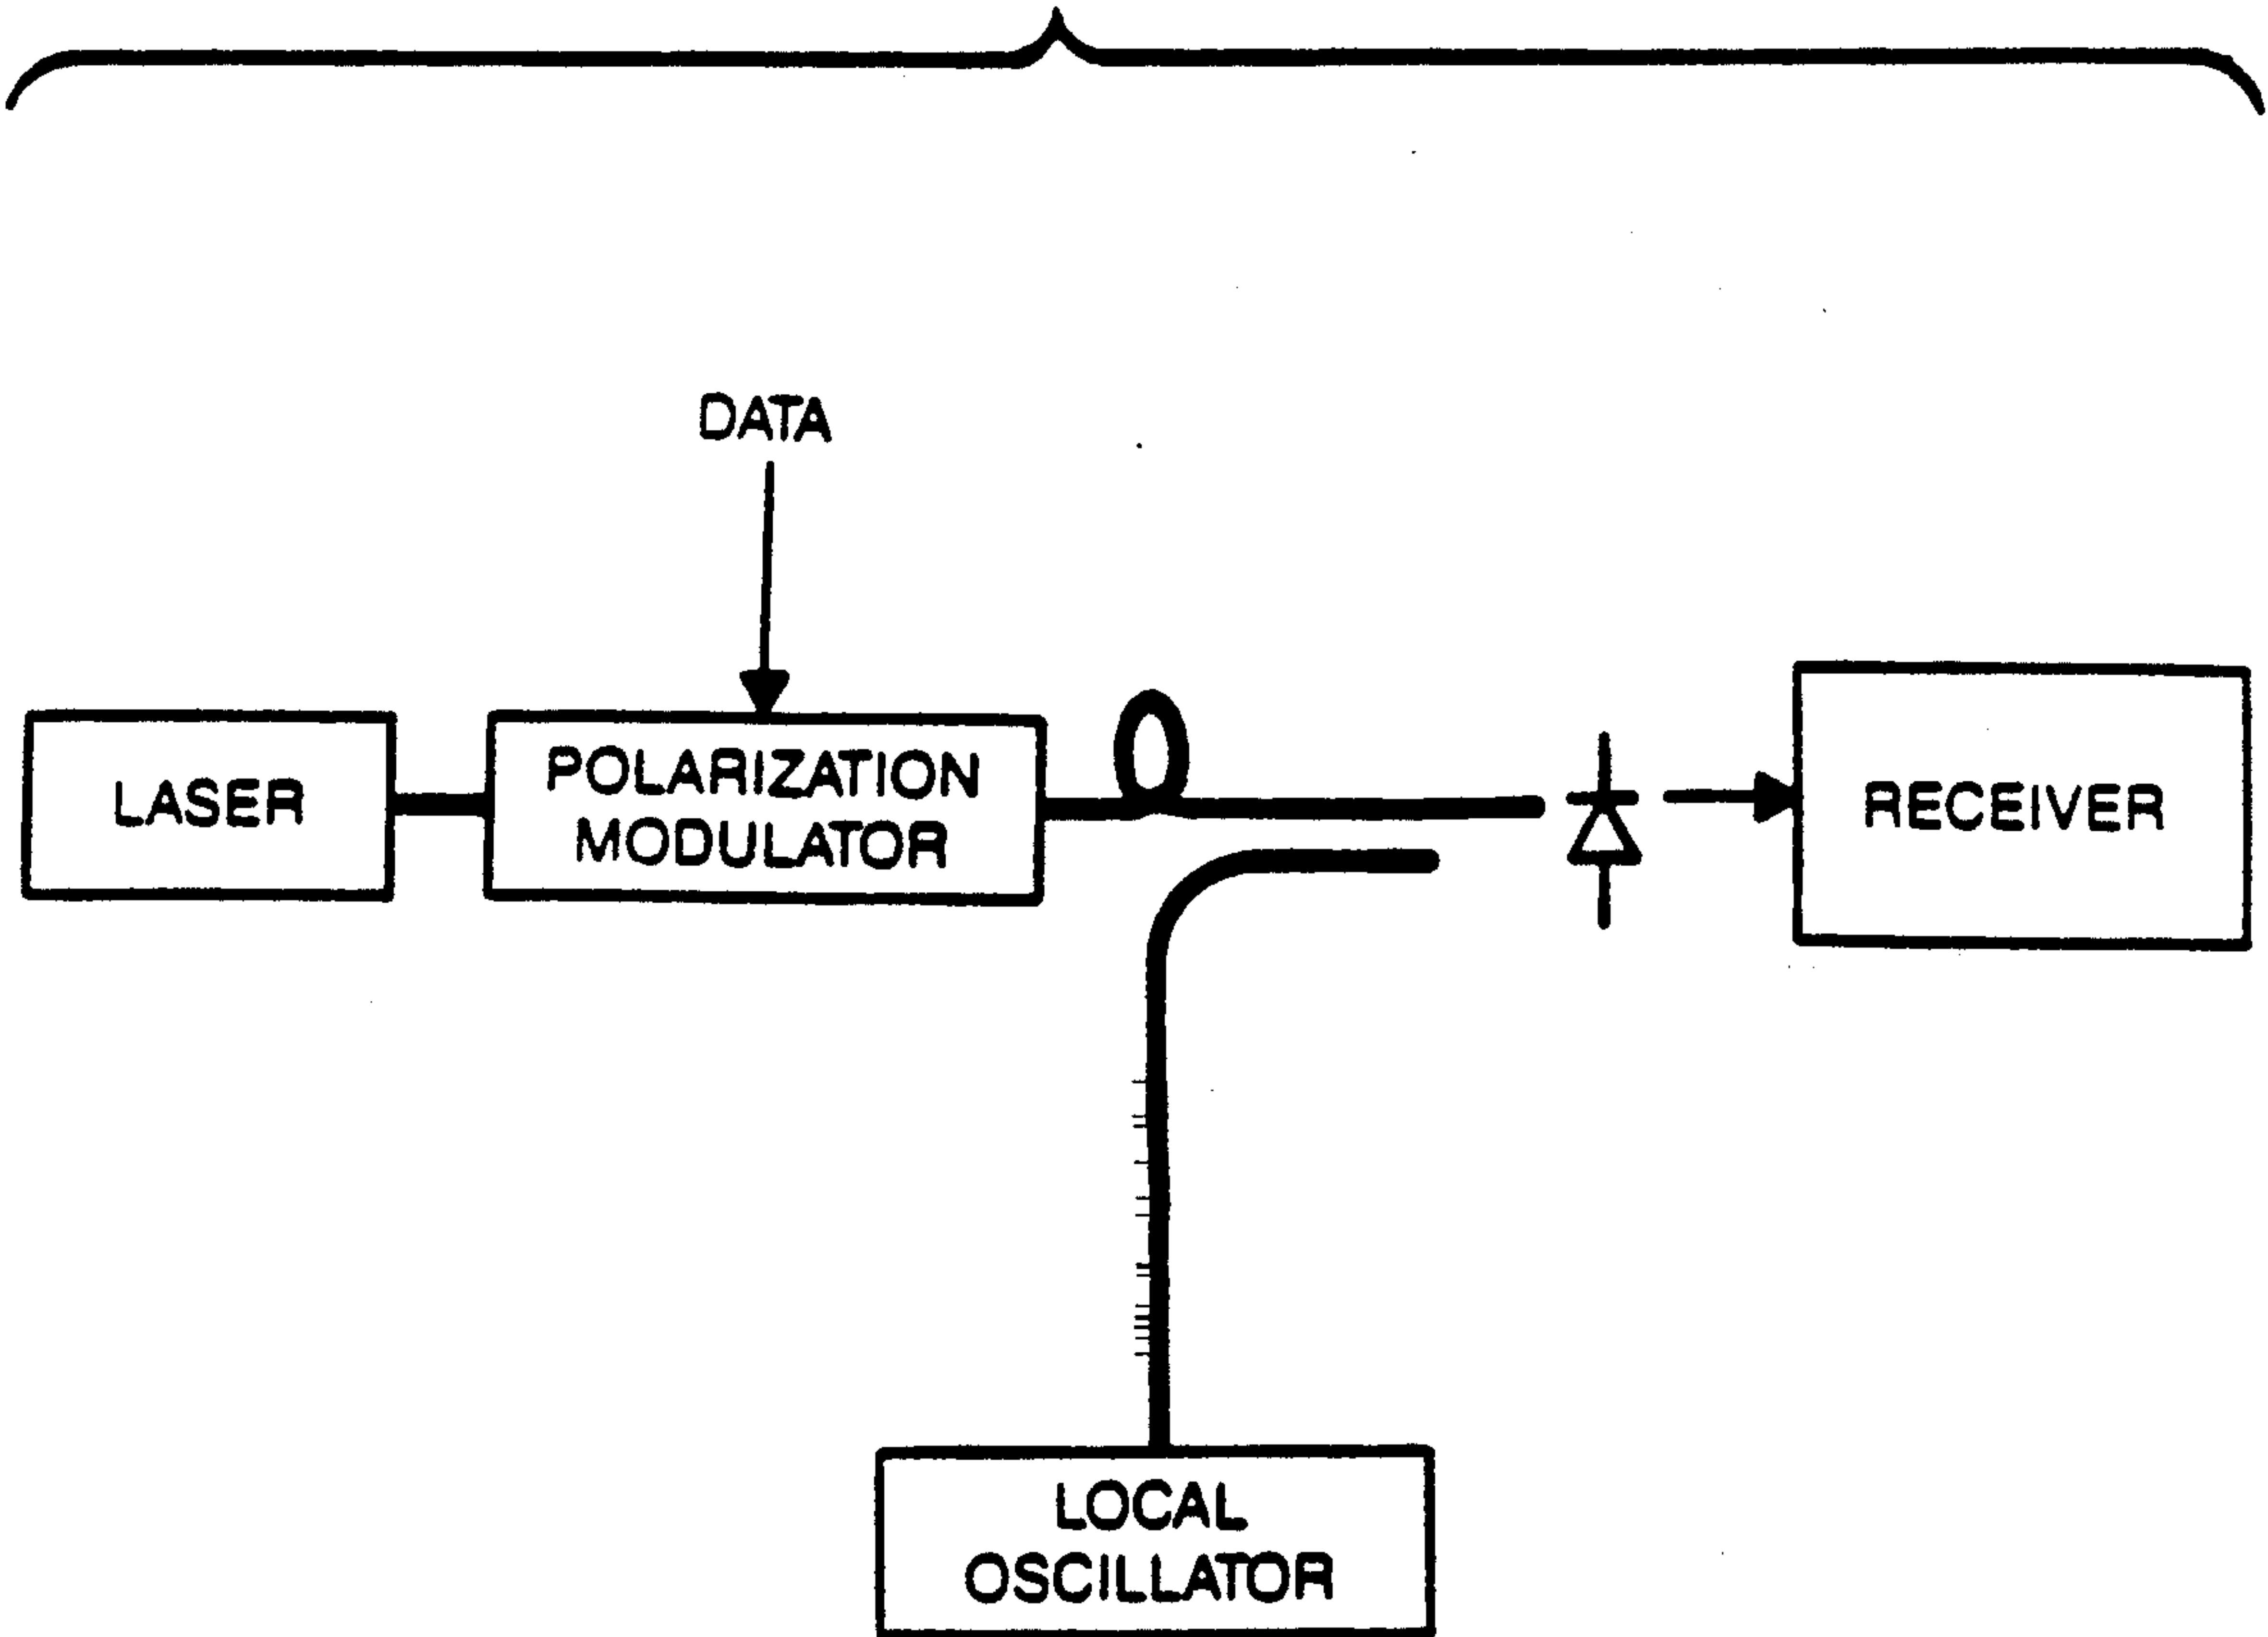 DATA
LASER
POLARIZATION
MODULATOR
RECEIVER
LOCAL
OSCILLATOR